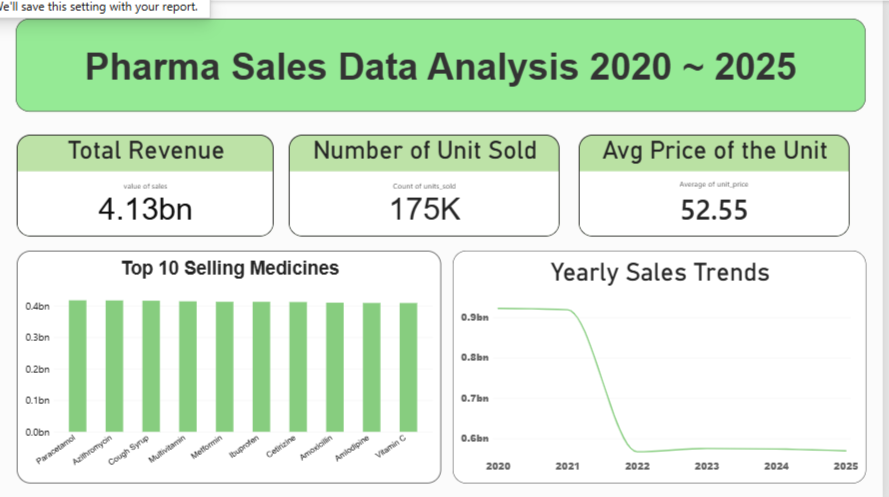 We'll save this setting with your report.
Pharma Sales Data Analysis 2020 ~ 2025
Total Revenue
value of sales
4.13bn
Number of Unit Sold
Count of units_sold
175K
Avg Price of the Unit
Average of unit_price
52.55
Top 10 Selling Medicines
0.4bn
0.3bn
0.2bn
0.1bn
0.0bn
Paracetamol
Azithromycin
Cough Syrup
Multivitamin
Metformin
Ibuprofen
Cetirizine
Amoxicillin
Amlodipine
Vitamin C
Yearly Sales Trends
0.9bn
0.8bn
0.7bn
0.6bn
2020 2021 2022 2023 2024 2025